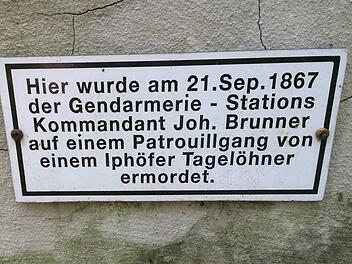 Hier wurde am 21.Sep.1867
der Gendarmerie - Stations
Kommandant Joh. Brunner
auf einem Patrouillgang von
einem Iphöfer Tagelöhner
ermordet.